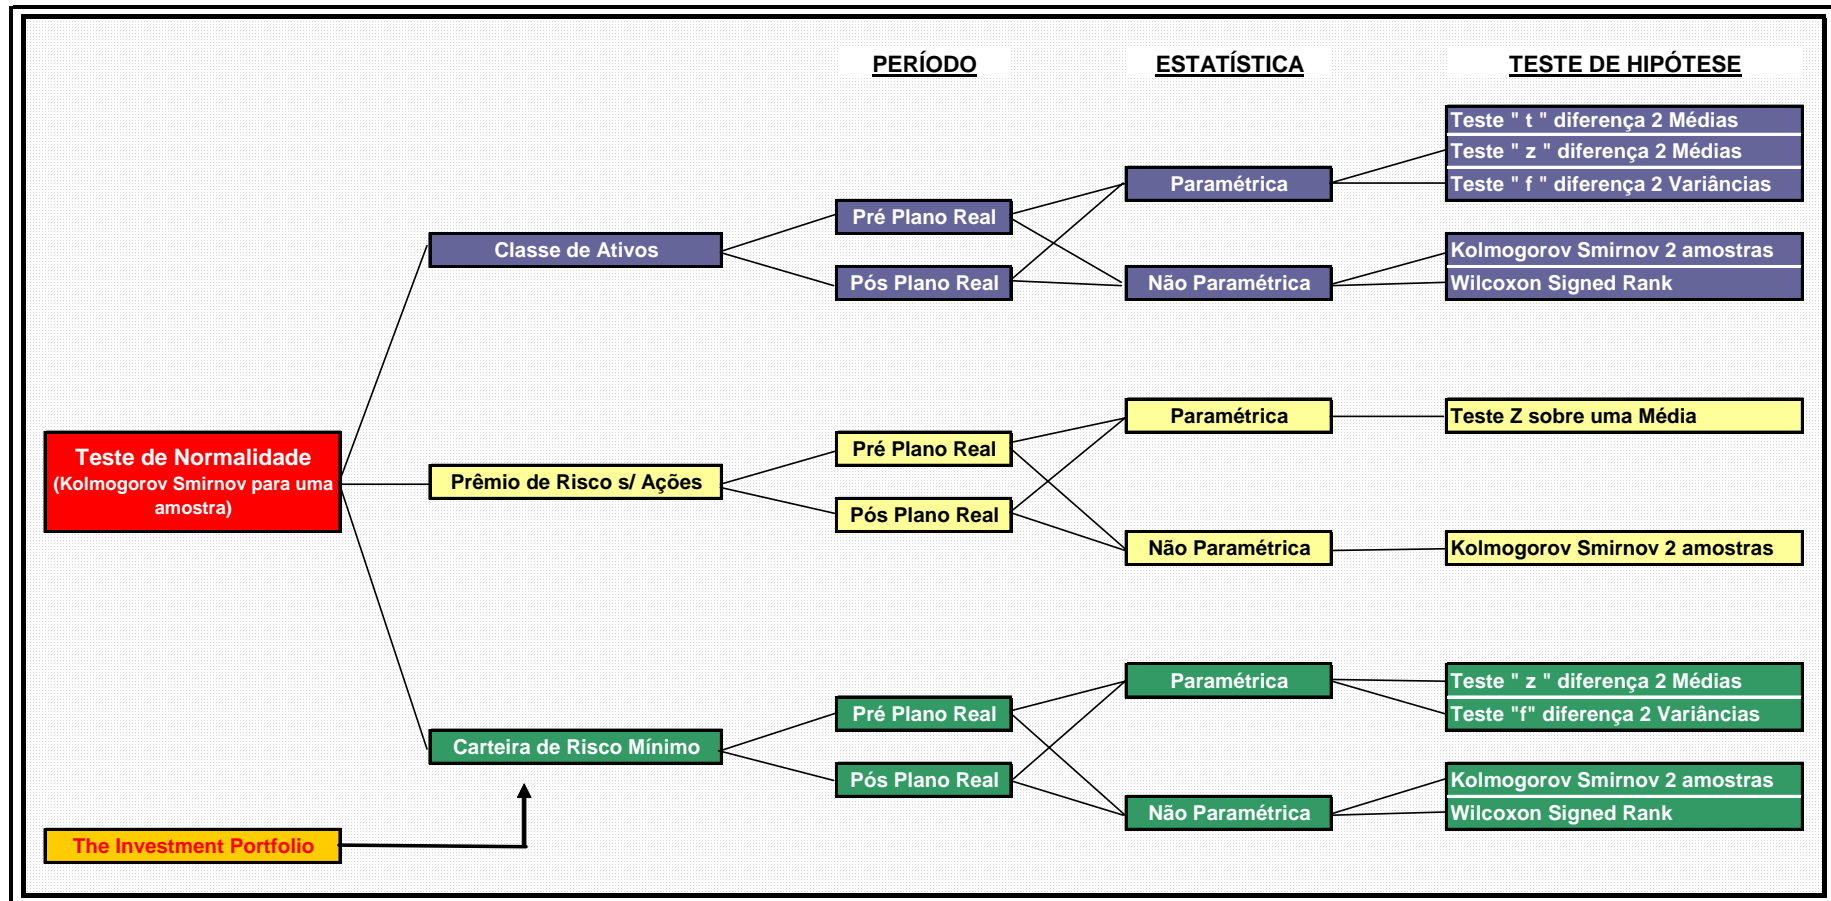 PERÍODO
ESTATÍSTICA
TESTE DE HIPÓTESE
Teste " t " diferença 2 Médias
Teste " z " diferença 2 Médias
Paramétrica
Teste " f " diferença 2 Variâncias
Pré Plano Real
Classe de Ativos
Kolmogorov Smirnov 2 amostras
Pós Plano Real
Não Paramétrica
Wilcoxon Signed Rank
Paramétrica
Teste Z sobre uma Média
Teste de Normalidade
(Kolmogorov Smirnov para uma
amostra)
Pré Plano Real
Prêmio de Risco s/ Ações
Pós Plano Real
Não Paramétrica
Kolmogorov Smirnov 2 amostras
Paramétrica
Teste " z " diferença 2 Médias
Pré Plano Real
Teste "f" diferença 2 Variâncias
Carteira de Risco Mínimo
Pós Plano Real
Kolmogorov Smirnov 2 amostras
Não Paramétrica
Wilcoxon Signed Rank
The Investment Portfolio